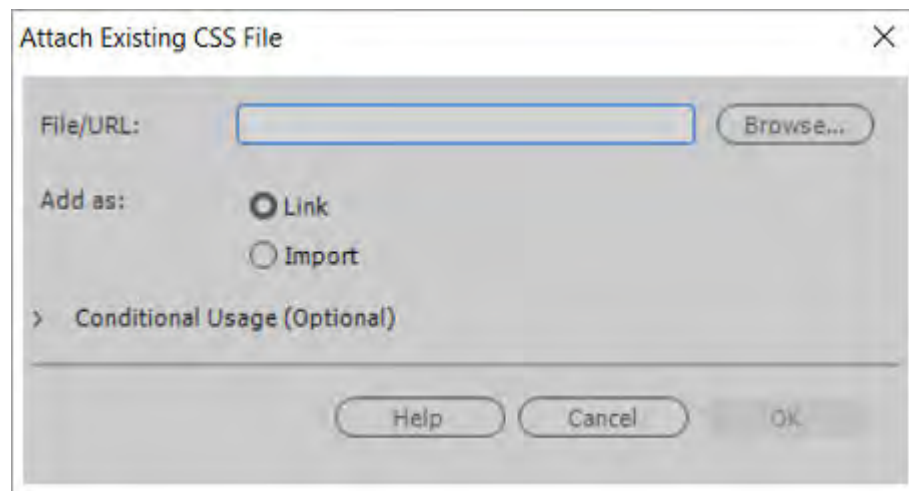 Attach Existing CSS File
File/URL:
Browse...
Add as:
Link
Import
Conditional Usage (Optional)
Help
Cancel
OK